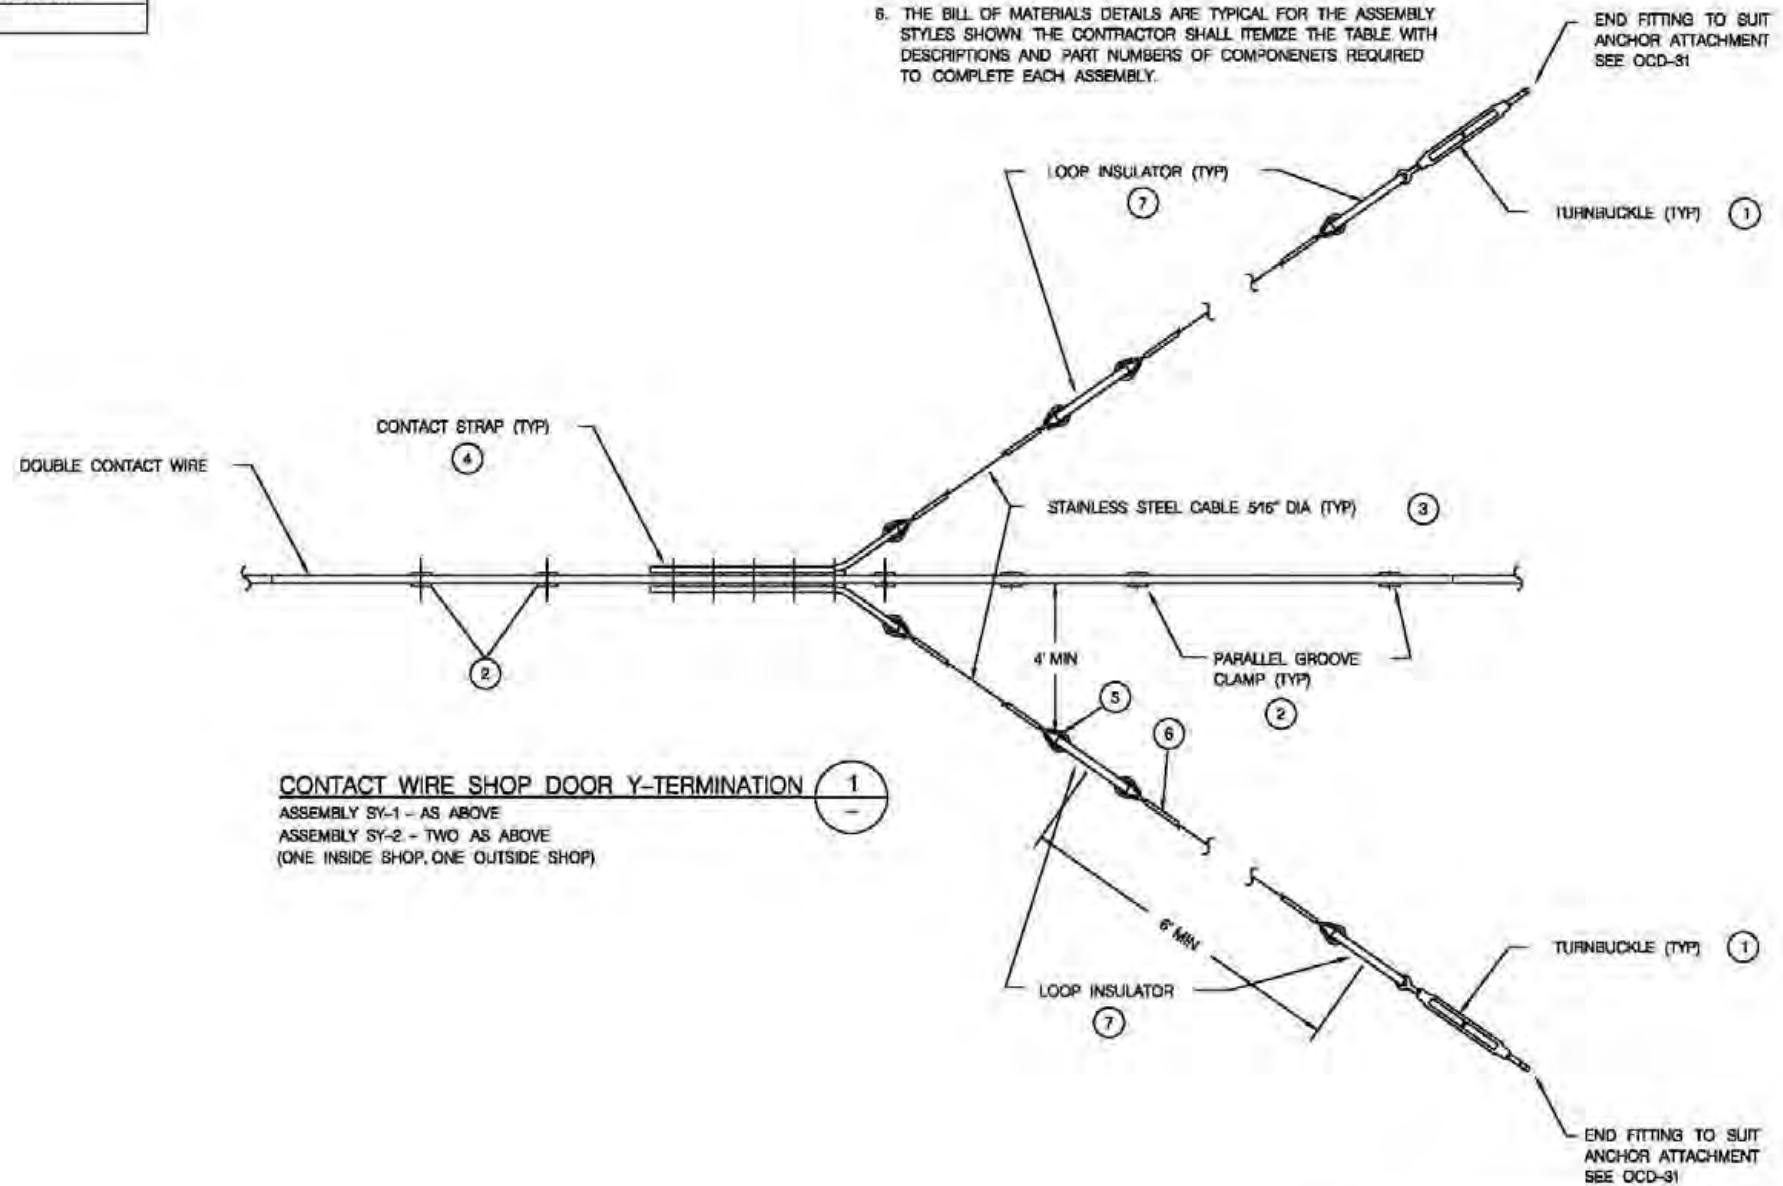 6. THE BILL OF MATERIALS DETAILS ARE TYPICAL FOR THE ASSEMBLY
STYLES SHOWN. THE CONTRACTOR SHALL ITEMIZE THE TABLE WITH
DESCRIPTIONS AND PART NUMBERS OF COMPONENETS REQUIRED
TO COMPLETE EACH ASSEMBLY.
END FITTING TO SUIT
ANCHOR ATTACHMENT
SEE OCD-31
LOOP INSULATOR (TYP)
7
TURNBUCKLE (TYP) 1
CONTACT STRAP (TYP)
4
DOUBLE CONTACT WIRE
STAINLESS STEEL CABLE 5/16" DIA (TYP) 3
2
4' MIN
PARALLEL GROOVE
CLAMP (TYP)
2
5
6
CONTACT WIRE SHOP DOOR Y-TERMINATION 1
-
ASSEMBLY SY-1 - AS ABOVE
ASSEMBLY SY-2 - TWO AS ABOVE
(ONE INSIDE SHOP, ONE OUTSIDE SHOP)
6' MIN
TURNBUCKLE (TYP) 1
LOOP INSULATOR
7
END FITTING TO SUIT
ANCHOR ATTACHMENT
SEE OCD-31